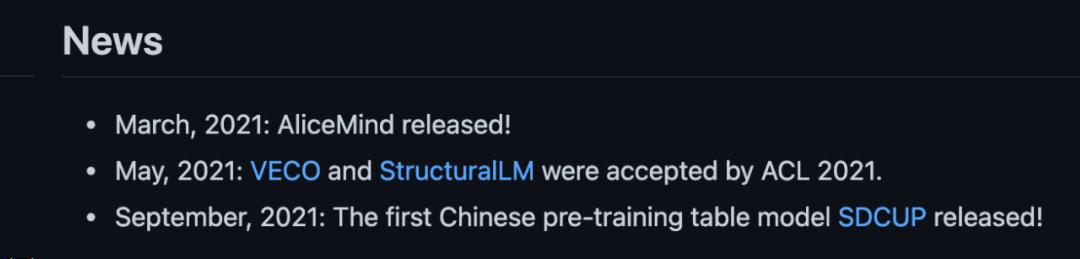 News
• March, 2021: AliceMind released!
• May, 2021: VECO and StructuralLM were accepted by ACL 2021.
• September, 2021: The first Chinese pre-training table model SDCUP released!